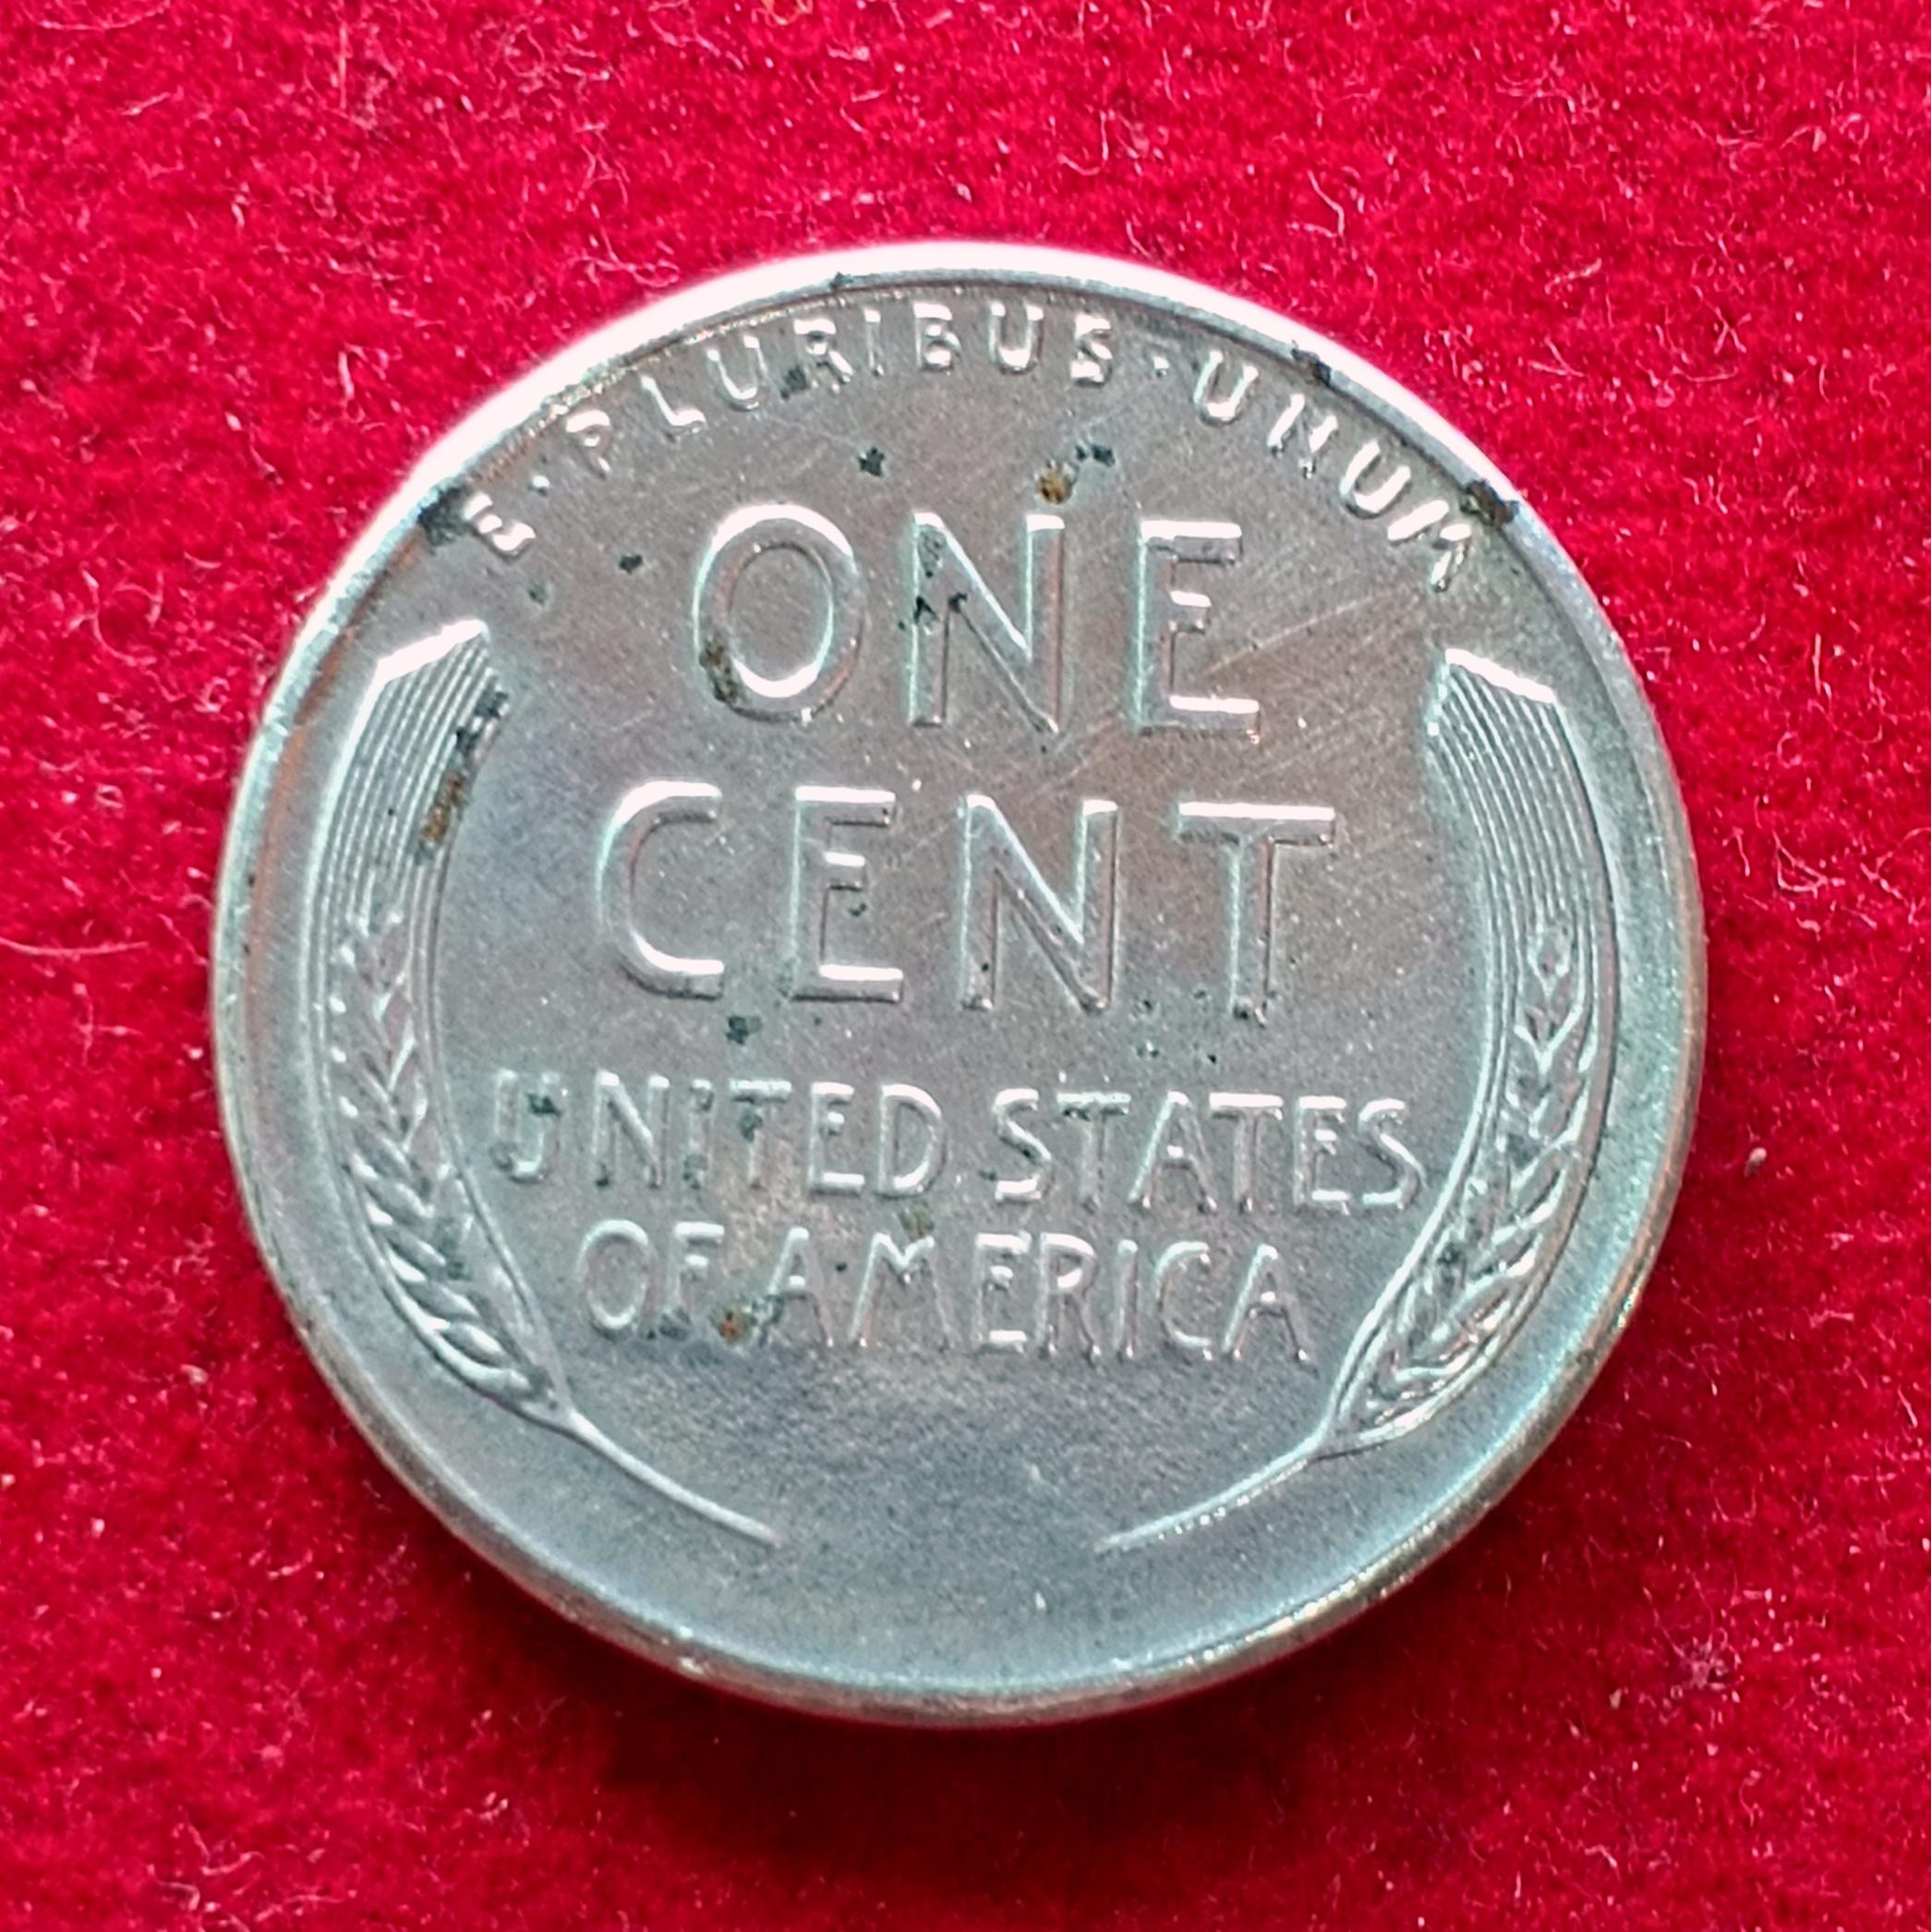 E·PLURIBUS·UNUM
ONE
CENT
UNITED STATES
OF AMERICA